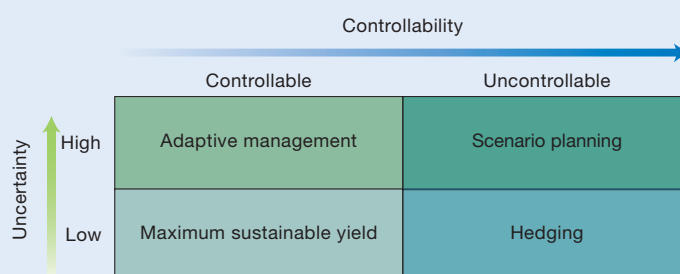 Controllability
Controllable Uncontrollable
Uncertainty
High Adaptive management Scenario planning
Low Maximum sustainable yield Hedging